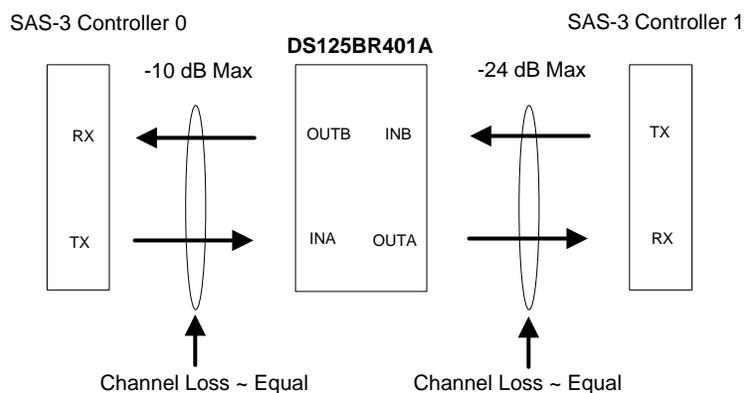 SAS-3 Controller 0
SAS-3 Controller 1
DS125BR401A
-10 dB Max
-24 dB Max
RX
OUTB
INB
TX
TX
INA
OUTA
RX
Channel Loss ~ Equal
Channel Loss ~ Equal